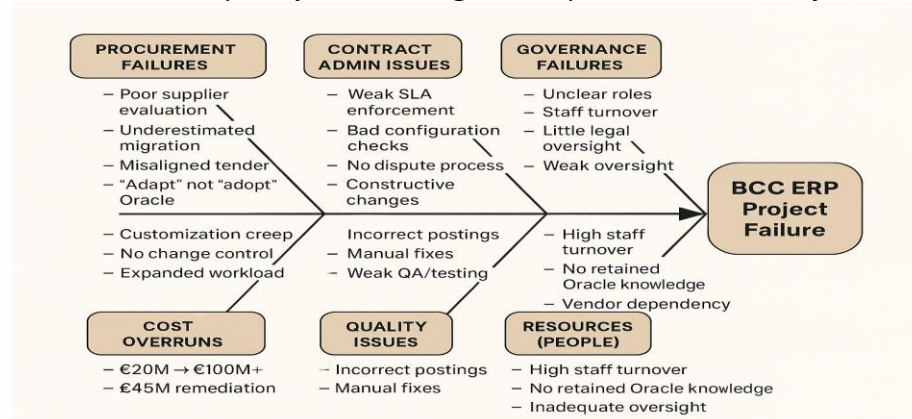 PROCUREMENT
FAILURES
– Poor supplier
evaluation
– Underestimated
migration
– Misaligned tender
– "Adapt" not "adopt"
Oracle
CONTRACT
ADMIN ISSUES
– Weak SLA
enforcement
– Bad configuration
checks
– No dispute process
– Constructive
changes
GOVERNANCE
FAILURES
– Unclear roles
– Staff turnover
– Little legal
oversight
– Weak oversight
BCC ERP
Project
Failure
– Customization creep
– No change control
– Expanded workload
COST
OVERRUNS
– €20M → €100M+
– €45M remediation
Incorrect postings
– Manual fixes
– Weak QA/testing
QUALITY
ISSUES
– Incorrect postings
– Manual fixes
– High staff
turnover
– No retained
Oracle knowledge
– Vendor dependency
RESOURCES
(PEOPLE)
– High staff turnover
– No retained Oracle knowledge
– Inadequate oversight